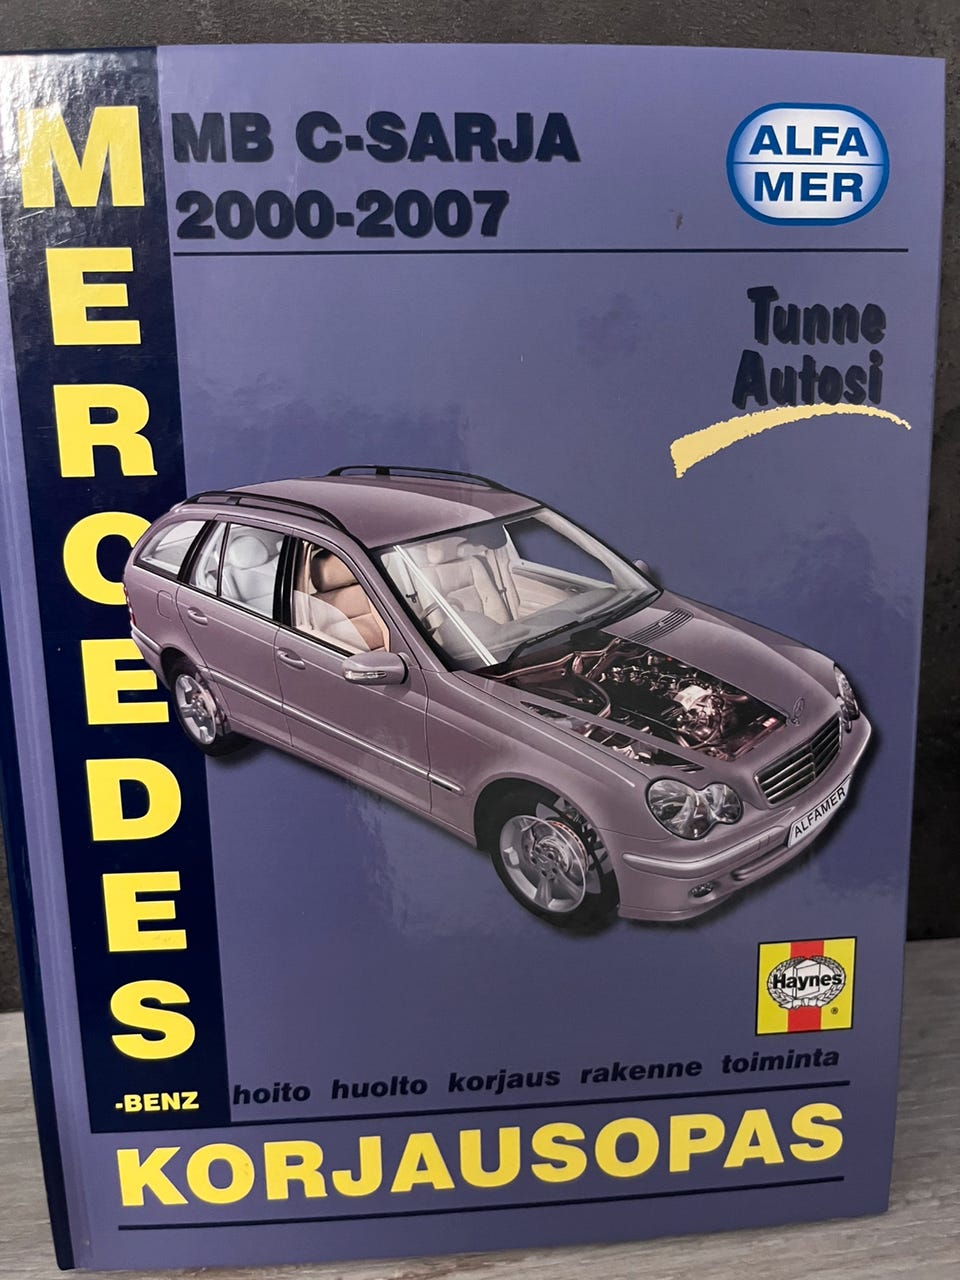 MERCEDES
-BENZ
MB C-SARJA
2000-2007
ALFA
MER
Tunne
Autosi
ALFAMER
Haynes
®
hoito huolto korjaus rakenne toiminta
KORJAUSOPAS